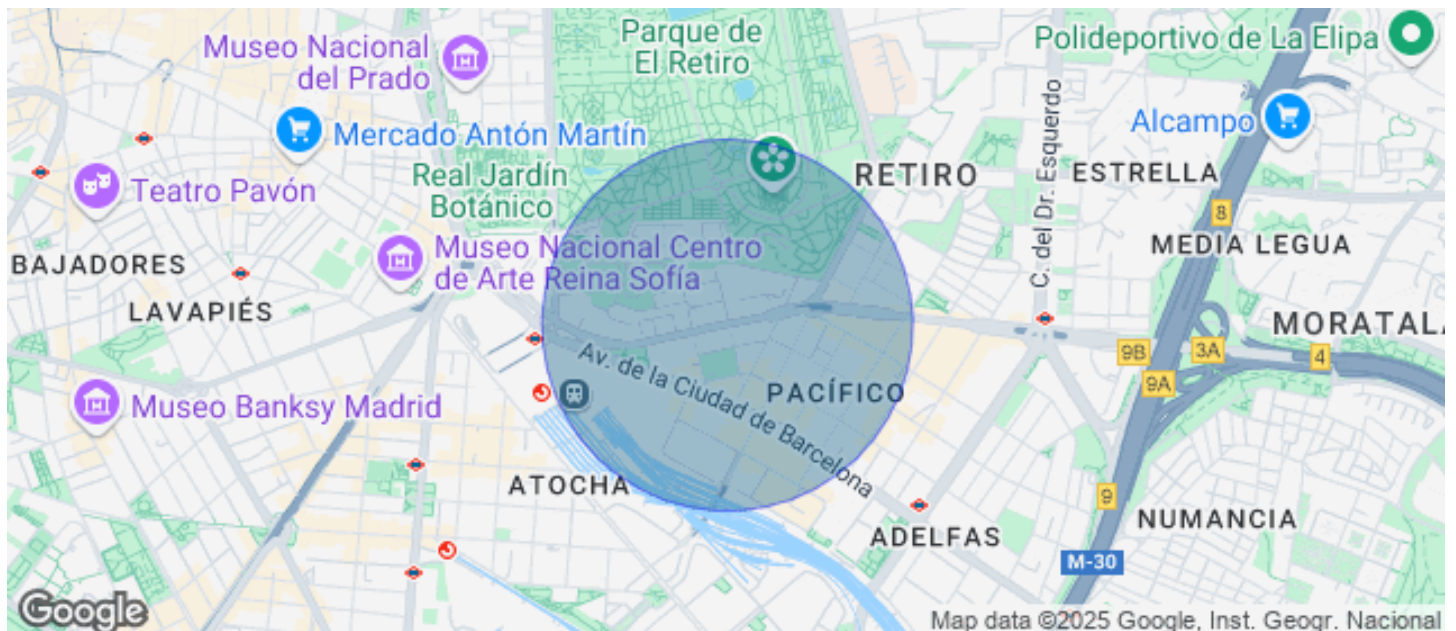 Museo Nacional
del Prado
Parque de
El Retiro
Polideportivo de La Elipa
Mercado Antón Martín
Alcampo
C. del Dr. Esquerdo
Real Jardín
Botánico
RETIRO
ESTRELLA
Teatro Pavón
8
Museo Nacional Centro
de Arte Reina Sofía
MEDIA LEGUA
BAJADORES
LAVAPIÉS
MORATALA
9B
3A
4
9A
Av. de la Ciudad de Barcelona
PACÍFICO
Museo Banksy Madrid
ATOCHA
9
NUMANCIA
ADELFAS
M-30
Google
Map data ©2025 Google, Inst. Geogr. Nacional